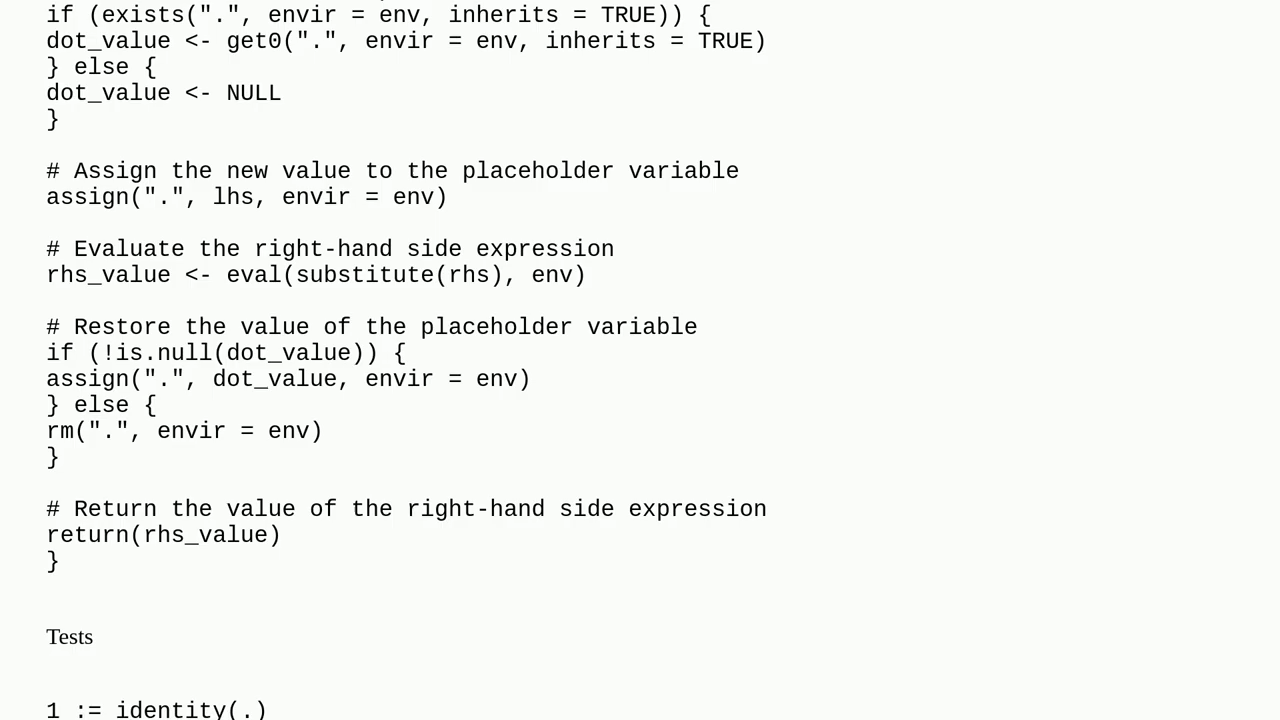 if (exists(".", envir = env, inherits = TRUE)) {
dot_value <- get0(".", envir = env, inherits = TRUE)
} else {
dot_value <- NULL
}
# Assign the new value to the placeholder variable
assign(".", lhs, envir = env)
# Evaluate the right-hand side expression
rhs_value <- eval(substitute(rhs), env)
# Restore the value of the placeholder variable
if (!is.null(dot_value)) {
assign(".", dot_value, envir = env)
} else {
rm(".", envir = env)
}
# Return the value of the right-hand side expression
return(rhs_value)
}
Tests
1 := identity(.)